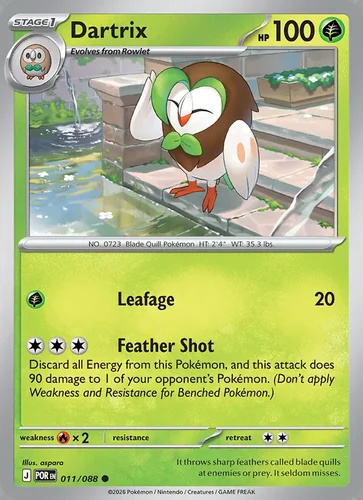 STAGE 1 Dartrix HP 100
Evolves from Rowlet
NO. 0723 Blade Quill Pokémon HT: 2'4" WT: 35.3 lbs.
Leafage 20
Feather Shot
Discard all Energy from this Pokémon, and this attack does
90 damage to 1 of your opponent's Pokémon. (Don't apply
Weakness and Resistance for Benched Pokémon.)
weakness ×2 resistance retreat
Illus. aspara
J POR EN 011/088
It throws sharp feathers called blade quills
at enemies or prey. It seldom misses.
©2026 Pokémon / Nintendo / Creatures / GAME FREAK